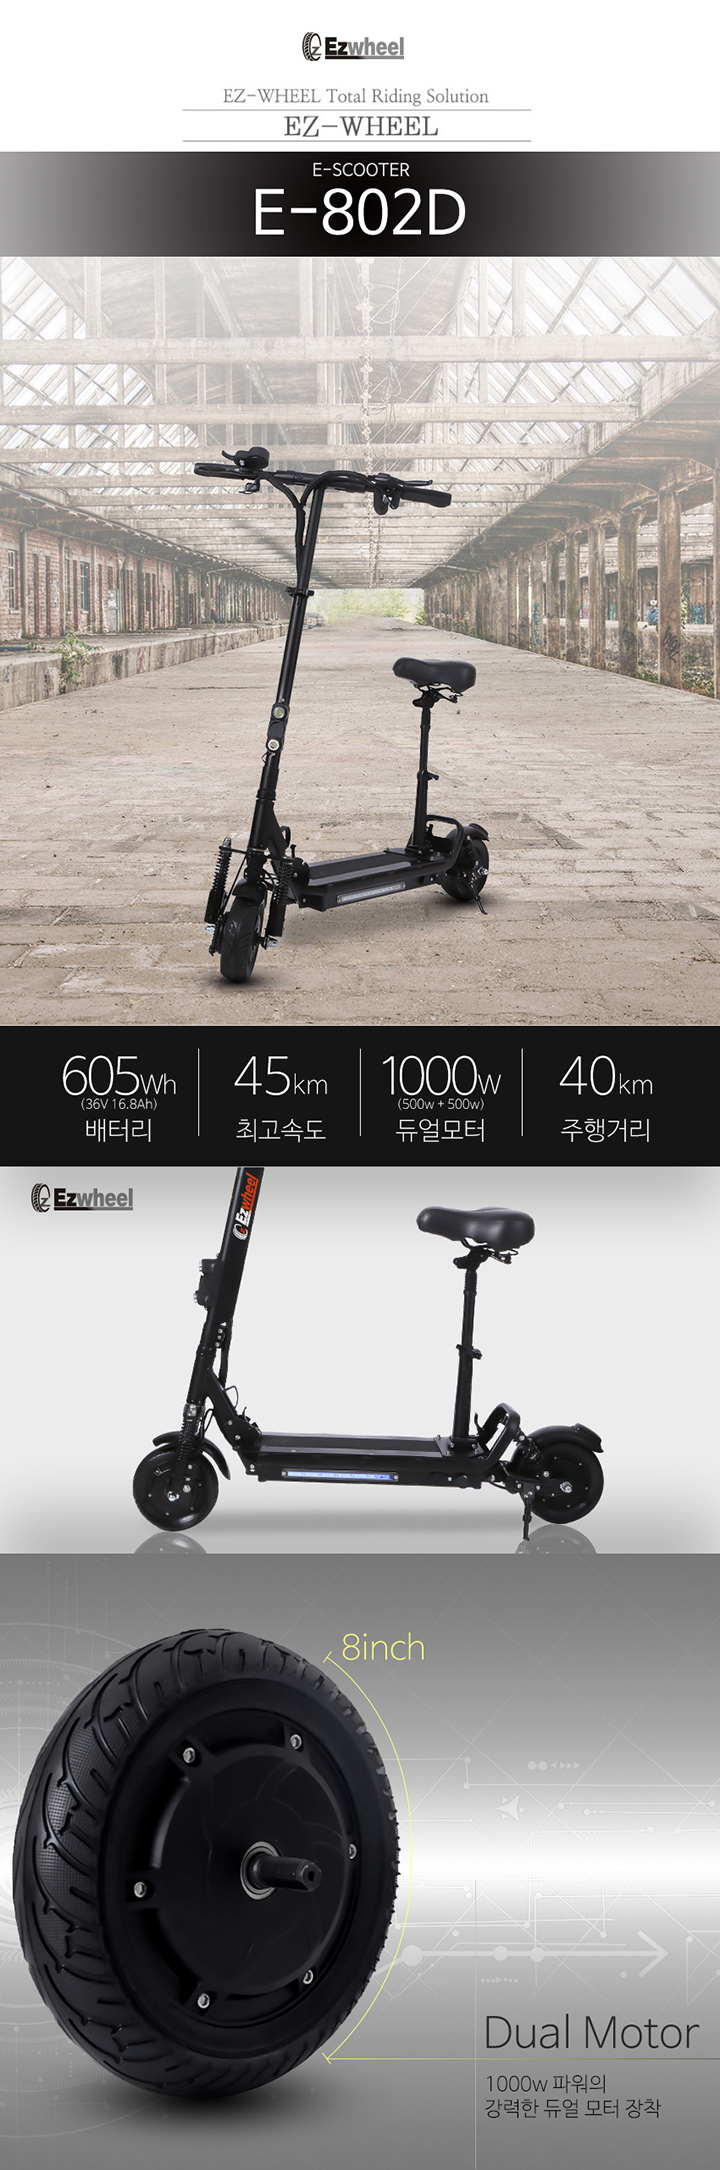 Ezwheel
EZ-WHEEL Total Riding Solution
EZ-WHEEL
E-SCOOTER
E-802D
605Wh
(36V 16.8Ah)
배터리
45km
최고속도
1000W
(500w + 500w)
듀얼모터
40km
주행거리
Ezwheel
Ezwheel
8inch
Dual Motor
1000w 파워의
강력한 듀얼 모터 장착